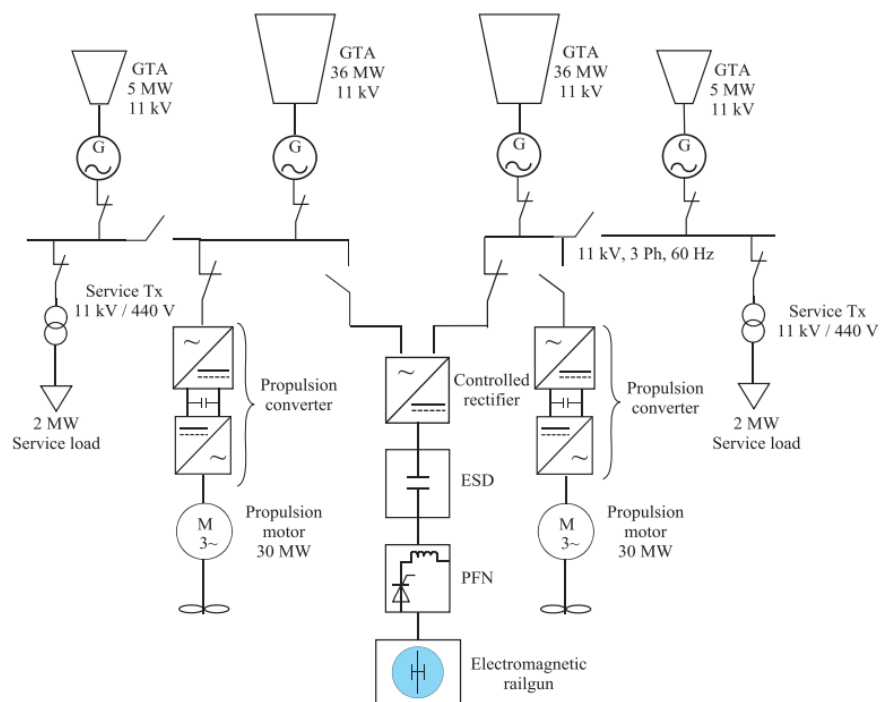 GTA
5 MW
11 kV
GTA
36 MW
11 kV
GTA
36 MW
11 kV
GTA
5 MW
11 kV
G
G
G
G
11 kV, 3 Ph, 60 Hz
Service Tx
11 kV / 440 V
Service Tx
11 kV / 440 V
Propulsion
converter
Controlled
rectifier
Propulsion
converter
2 MW
Service load
2 MW
Service load
ESD
M
3~
Propulsion
motor
30 MW
PFN
M
3~
Propulsion
motor
30 MW
Electromagnetic
railgun